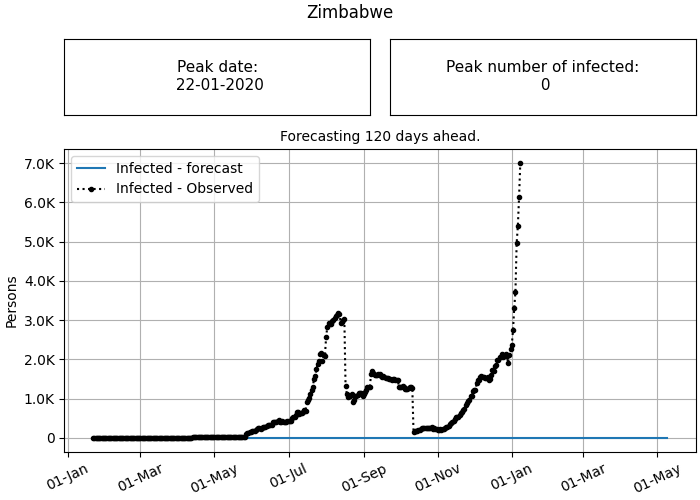 Zimbabwe
Peak date:
22-01-2020
Peak number of infected:
0
Forecasting 120 days ahead.
Infected - forecast
Infected - Observed
7.0K
6.0K
5.0K
4.0K
3.0K
2.0K
1.0K
0
Persons
01-Jan
01-Mar
01-May
01-Jul
01-Sep
01-Nov
01-Jan
01-Mar
01-May